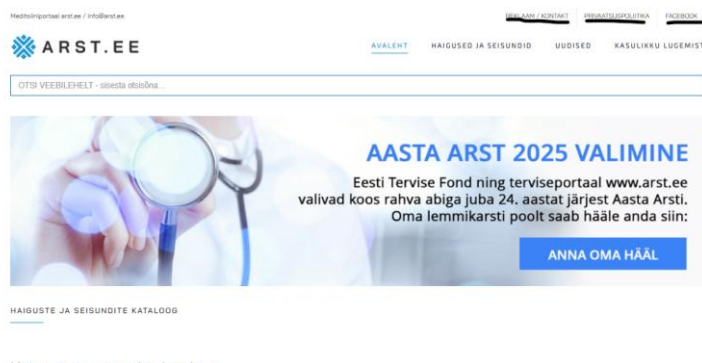 Meditsiiniportaal arst.ee / info@arst.ee
REKLAAM / KONTAKT PRIVAATSUSPOLIITIKA FACEBOOK
ARST.EE
AVALEHT HAIGUSED JA SEISUNDID UUDISED KASULIKKU LUGEMIST
OTSI VEEBILEHELT - sisesta otsisõna...
AASTA ARST 2025 VALIMINE
Eesti Tervise Fond ning terviseportaal www.arst.ee
valivad koos rahva abiga juba 24. aastat järjest Aasta Arsti.
Oma lemmikarsti poolt saab hääle anda siin:
ANNA OMA HÄÄL
HAIGUSTE JA SEISUNDITE KATALOOG